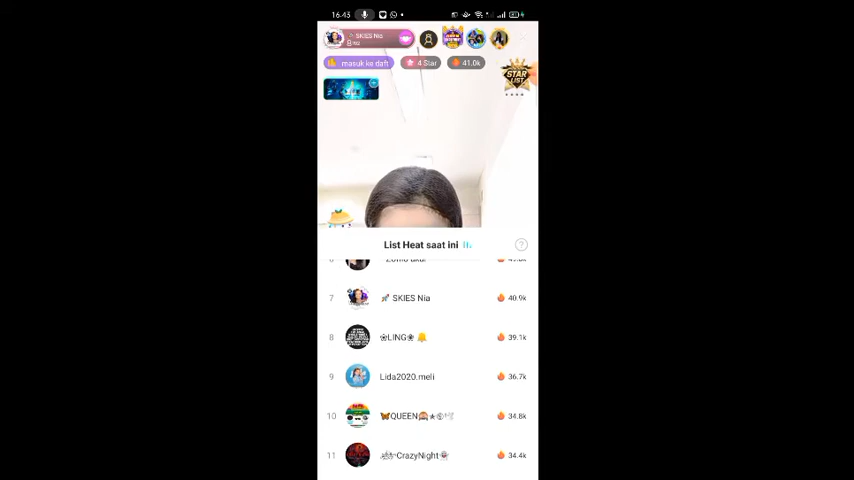 16.43
SKIES Nia
masuk ke daft
4 Star
41.0k
STAR
LIST
List Heat saat ini
6
7 SKIES Nia 40.9k
8 ❀LING❀ 🔔 39.1k
9 Lida2020.meli 36.7k
10 🦋QUEEN🙈 34.8k
11 CrazyNight👻 34.4k